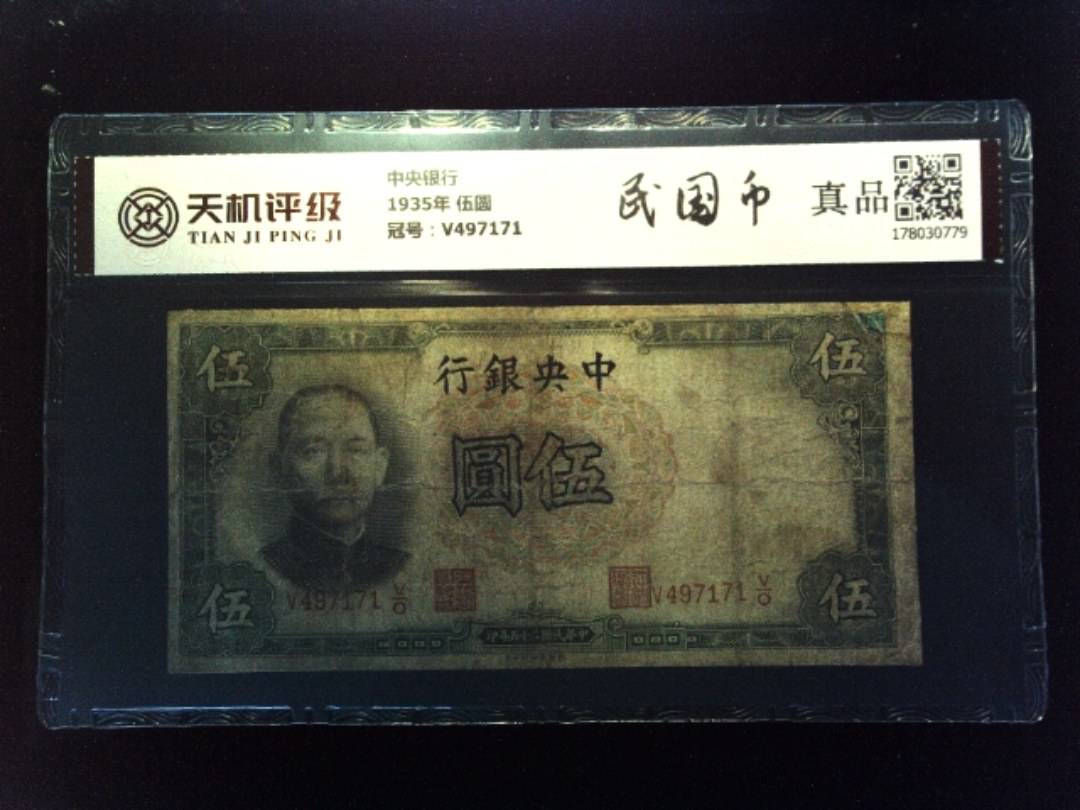 天机评级
TIAN JI PING JI
中央银行
1935年 伍圆
冠号：V497171
民国币
真品
178030779
伍
行銀央中
伍
圓伍
V497171 V/O
V497171 V/O
伍
伍